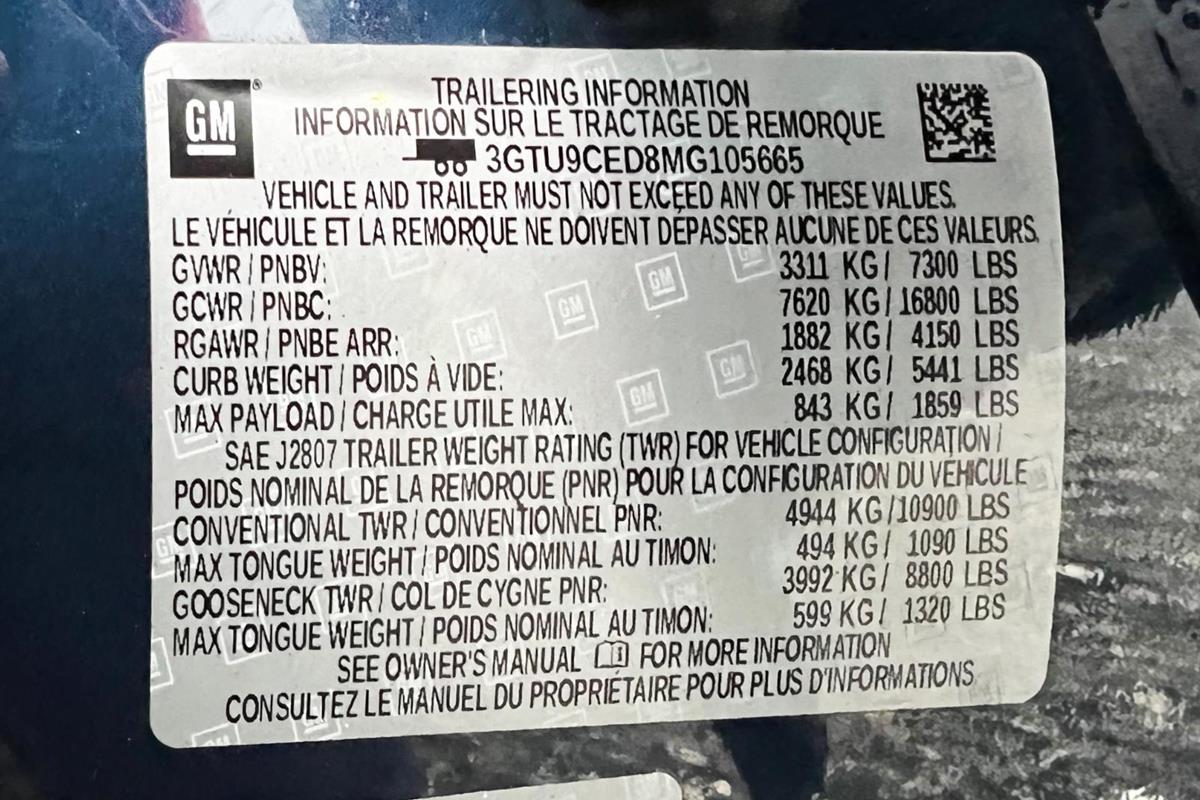 GM ®
TRAILERING INFORMATION
INFORMATION SUR LE TRACTAGE DE REMORQUE
3GTU9CED8MG105665
VEHICLE AND TRAILER MUST NOT EXCEED ANY OF THESE VALUES.
LE VÉHICULE ET LA REMORQUE NE DOIVENT DÉPASSER AUCUNE DE CES VALEURS.
GVWR / PNBV: 3311 KG / 7300 LBS
GCWR / PNBC: 7620 KG / 16800 LBS
RGAWR / PNBE ARR: 1882 KG / 4150 LBS
CURB WEIGHT / POIDS À VIDE: 2468 KG / 5441 LBS
MAX PAYLOAD / CHARGE UTILE MAX: 843 KG / 1859 LBS
SAE J2807 TRAILER WEIGHT RATING (TWR) FOR VEHICLE CONFIGURATION /
POIDS NOMINAL DE LA REMORQUE (PNR) POUR LA CONFIGURATION DU VÉHICULE
CONVENTIONAL TWR / CONVENTIONNEL PNR: 4944 KG / 10900 LBS
MAX TONGUE WEIGHT / POIDS NOMINAL AU TIMON: 494 KG / 1090 LBS
GOOSENECK TWR / COL DE CYGNE PNR: 3992 KG / 8800 LBS
MAX TONGUE WEIGHT / POIDS NOMINAL AU TIMON: 599 KG / 1320 LBS
SEE OWNER'S MANUAL FOR MORE INFORMATION
CONSULTEZ LE MANUEL DU PROPRIÉTAIRE POUR PLUS D'INFORMATIONS